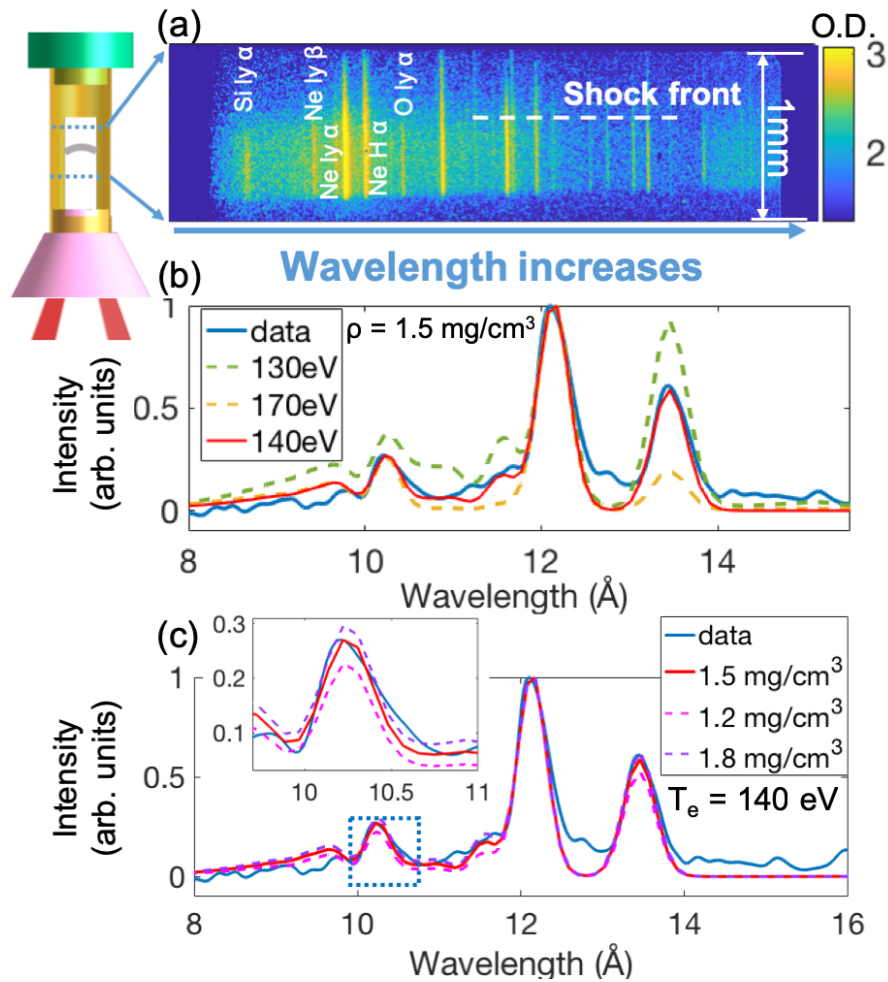 (a)
O.D.
Si ly α
Ne ly β
Ne ly α
Ne H α
O ly α
Shock front
1mm
3
2
Wavelength increases
(b)
ρ = 1.5 mg/cm³
data
130eV
170eV
140eV
Intensity
(arb. units)
1
0.5
0
8
10
12
14
Wavelength (Å)
(c)
0.3
0.2
0.1
10
10.5
11
data
1.5 mg/cm³
1.2 mg/cm³
1.8 mg/cm³
Tₑ = 140 eV
Intensity
(arb. units)
1
0.5
0
8
10
12
14
16
Wavelength (Å)